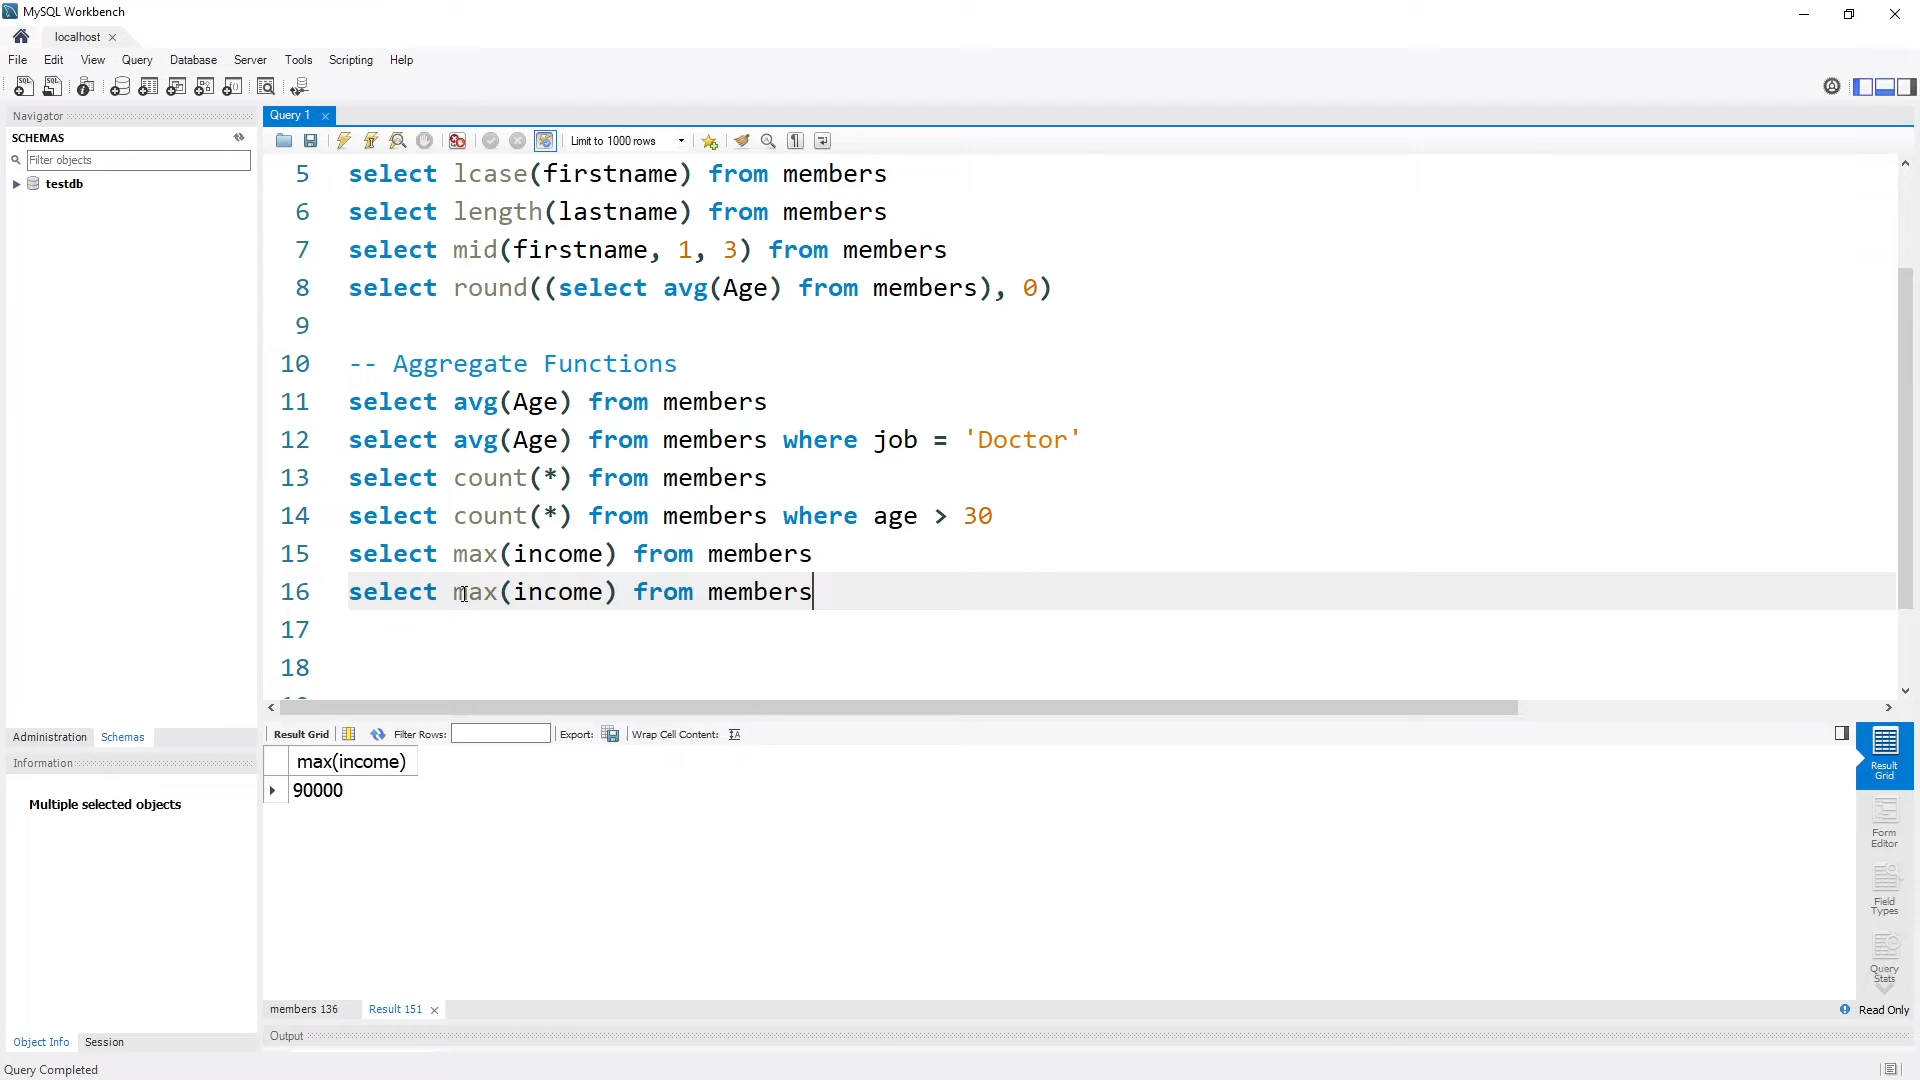 MySQL Workbench
localhost
File Edit View Query Database Server Tools Scripting Help
Navigator
SCHEMAS
Filter objects
testdb
Query 1
Limit to 1000 rows
5 select lcase(firstname) from members
6 select length(lastname) from members
7 select mid(firstname, 1, 3) from members
8 select round((select avg(Age) from members), 0)
9
10 -- Aggregate Functions
11 select avg(Age) from members
12 select avg(Age) from members where job = 'Doctor'
13 select count(*) from members
14 select count(*) from members where age > 30
15 select max(income) from members
16 select max(income) from members
17
18
Administration Schemas
Information
Multiple selected objects
Object Info Session
Result Grid Filter Rows: Export: Wrap Cell Content:
max(income)
90000
Result Grid
Form Editor
Field Types
Query Stats
members 136 Result 151
Read Only
Output
Query Completed